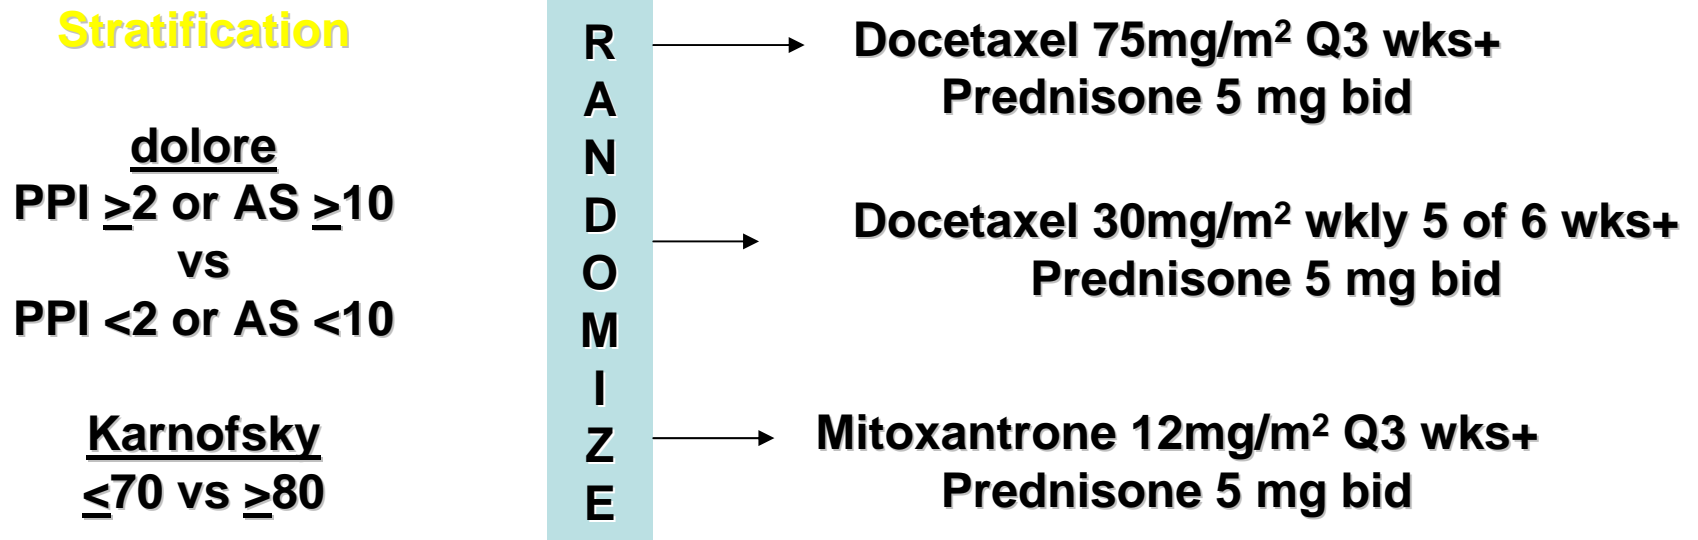 Stratification
dolore
PPI ≥2 or AS ≥10
vs
PPI <2 or AS <10
Karnofsky
≤70 vs ≥80
R
A
N
D
O
M
I
Z
E
Docetaxel 75mg/m² Q3 wks+
Prednisone 5 mg bid
Docetaxel 30mg/m² wkly 5 of 6 wks+
Prednisone 5 mg bid
Mitoxantrone 12mg/m² Q3 wks+
Prednisone 5 mg bid